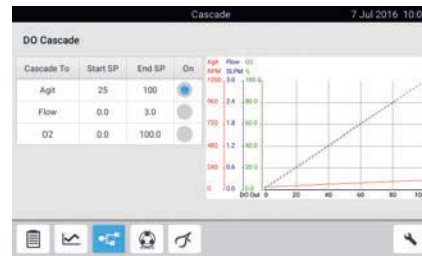 Cascade 7 Jul 2016 10:0
DO Cascade
Cascade To Start SP End SP On
Agit 25 100
Flow 0.0 3.0
O2 0.0 100.0
Agit Flow O2
RPM SLPM %
1200 3.0 100.0
960 2.4 80.0
720 1.8 60.0
480 1.2 40.0
240 0.6 20.0
0 0.0 0.0
DO Out 0 20 40 60 80 10